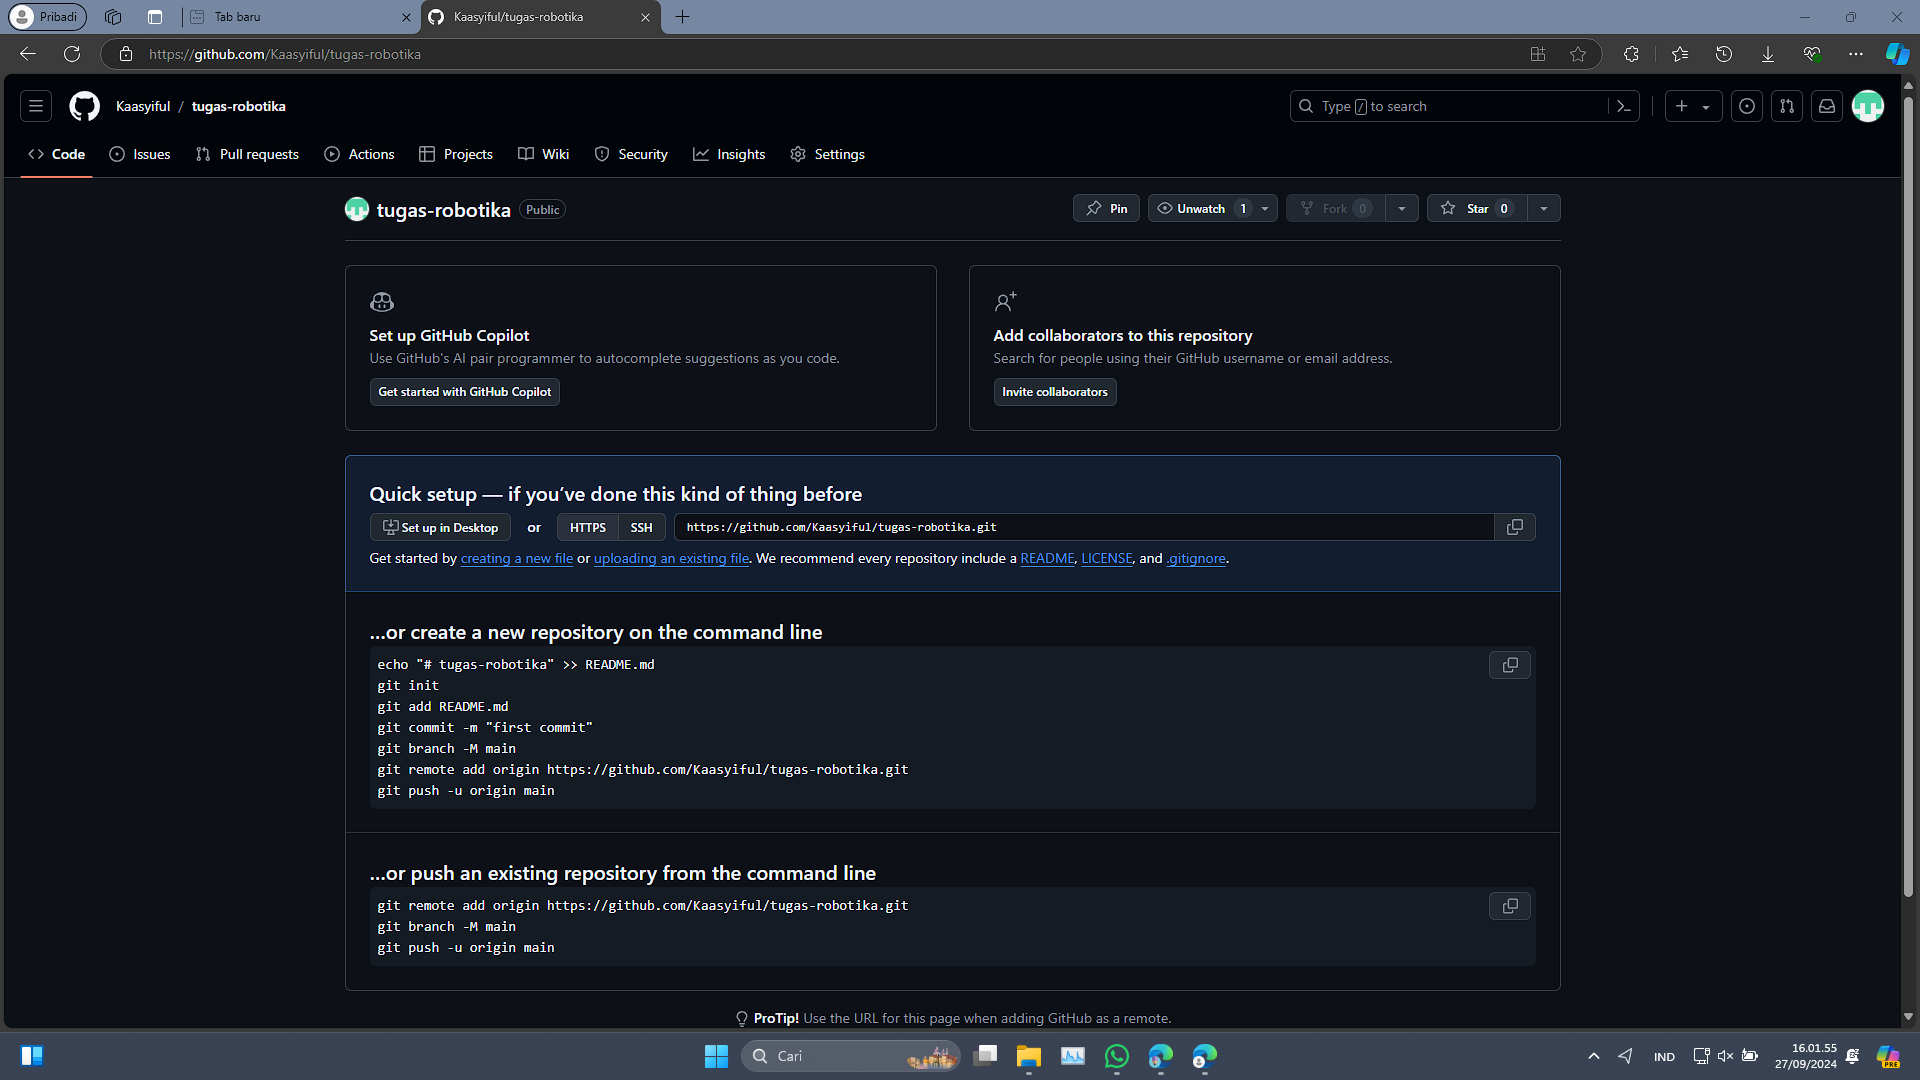 Pribadi
Tab baru
Kaasyiful/tugas-robotika
https://github.com/Kaasyiful/tugas-robotika
Kaasyiful / tugas-robotika
Type / to search
Code
Issues
Pull requests
Actions
Projects
Wiki
Security
Insights
Settings
tugas-robotika
Public
Pin
Unwatch 1
Fork 0
Star 0
Set up GitHub Copilot
Use GitHub's AI pair programmer to autocomplete suggestions as you code.
Get started with GitHub Copilot
Add collaborators to this repository
Search for people using their GitHub username or email address.
Invite collaborators
Quick setup — if you’ve done this kind of thing before
Set up in Desktop
or
HTTPS
SSH
https://github.com/Kaasyiful/tugas-robotika.git
Get started by creating a new file or uploading an existing file. We recommend every repository include a README, LICENSE, and .gitignore.
…or create a new repository on the command line
echo "# tugas-robotika" >> README.md
git init
git add README.md
git commit -m "first commit"
git branch -M main
git remote add origin https://github.com/Kaasyiful/tugas-robotika.git
git push -u origin main
…or push an existing repository from the command line
git remote add origin https://github.com/Kaasyiful/tugas-robotika.git
git branch -M main
git push -u origin main
ProTip! Use the URL for this page when adding GitHub as a remote.
Cari
IND
16.01.55
27/09/2024
PRE